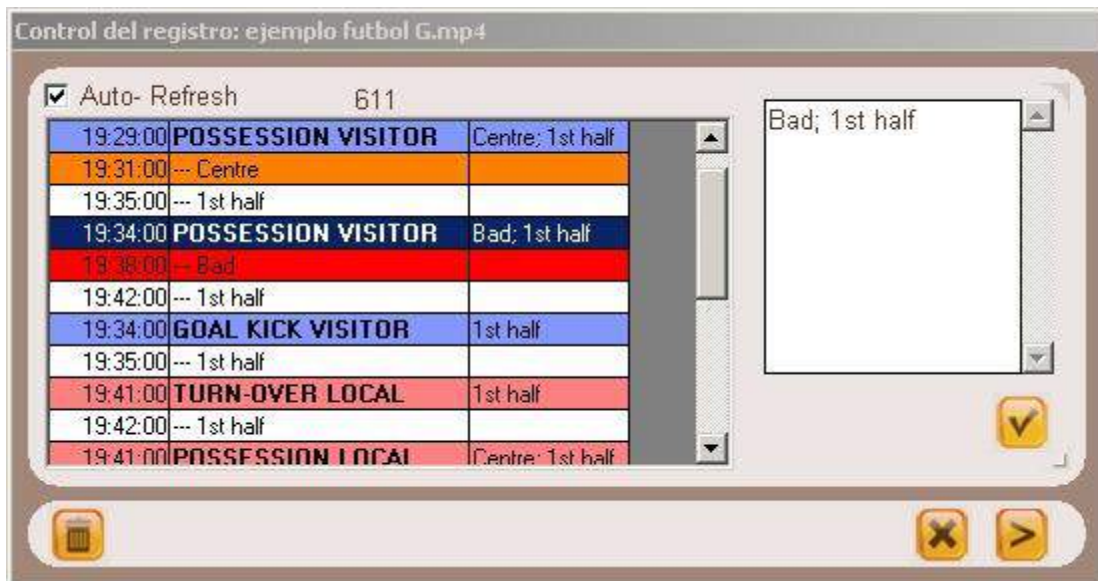 Control del registro: ejemplo futbol G.mp4
Auto- Refresh 611
19:29:00 POSSESSION VISITOR Centre; 1st half
19:31:00 --- Centre
19:35:00 --- 1st half
19:34:00 POSSESSION VISITOR Bad; 1st half
19:38:00 --- Bad
19:42:00 --- 1st half
19:34:00 GOAL KICK VISITOR 1st half
19:35:00 --- 1st half
19:41:00 TURN-OVER LOCAL 1st half
19:42:00 --- 1st half
19:41:00 POSSESSION LOCAL Centre; 1st half
Bad; 1st half